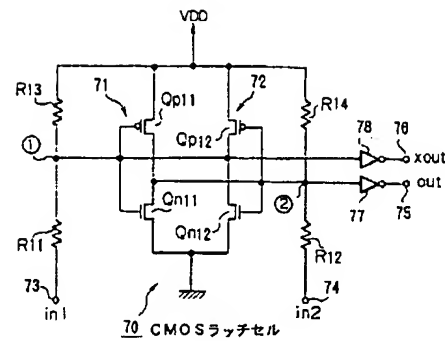 VDD
R13
71
72
R14
Qp11
Qp12
78
76
①
xout
out
Qn11
②
77
75
R11
Qn12
R12
73
74
in1
in2
70 CMOSラッチセル